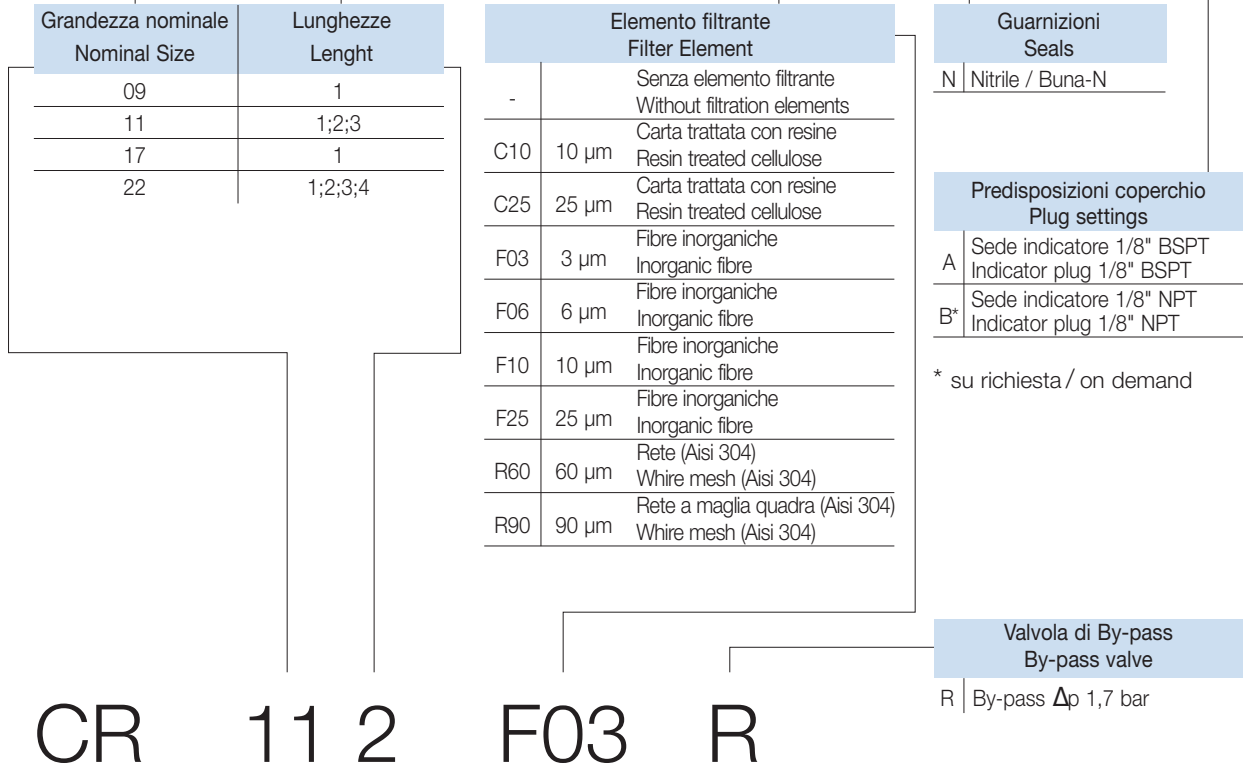 Grandezza nominale
Nominal Size
Lunghezze
Lenght
09 1
11 1;2;3
17 1
22 1;2;3;4
Elemento filtrante
Filter Element
- Senza elemento filtrante
Without filtration elements
C10 10 µm Carta trattata con resine
Resin treated cellulose
C25 25 µm Carta trattata con resine
Resin treated cellulose
F03 3 µm Fibre inorganiche
Inorganic fibre
F06 6 µm Fibre inorganiche
Inorganic fibre
F10 10 µm Fibre inorganiche
Inorganic fibre
F25 25 µm Fibre inorganiche
Inorganic fibre
R60 60 µm Rete (Aisi 304)
Whire mesh (Aisi 304)
R90 90 µm Rete a maglia quadra (Aisi 304)
Whire mesh (Aisi 304)
Guarnizioni
Seals
N Nitrile / Buna-N
Predisposizioni coperchio
Plug settings
A Sede indicatore 1/8" BSPT
Indicator plug 1/8" BSPT
B* Sede indicatore 1/8" NPT
Indicator plug 1/8" NPT
* su richiesta / on demand
Valvola di By-pass
By-pass valve
R By-pass Δp 1,7 bar
CR 11 2 F03 R